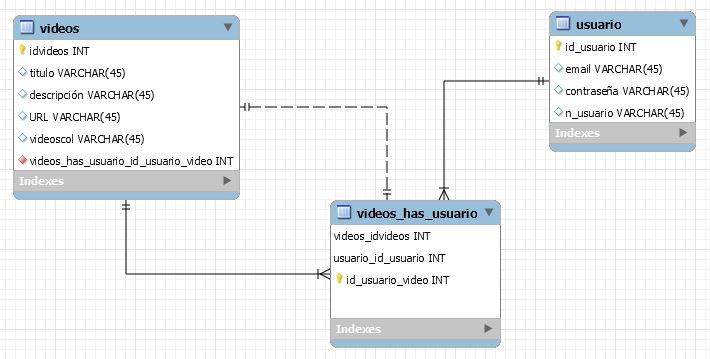 videos
idvideos INT
titulo VARCHAR(45)
descripción VARCHAR(45)
URL VARCHAR(45)
videoscol VARCHAR(45)
videos_has_usuario_id_usuario_video INT
Indexes
usuario
id_usuario INT
email VARCHAR(45)
contraseña VARCHAR(45)
n_usuario VARCHAR(45)
Indexes
videos_has_usuario
videos_idvideos INT
usuario_id_usuario INT
id_usuario_video INT
Indexes